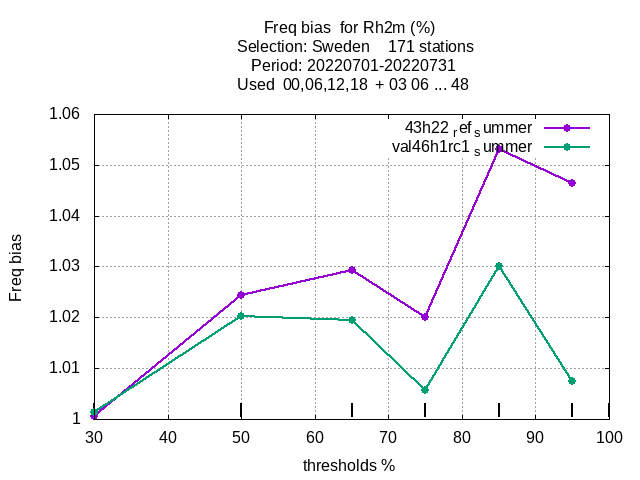 Freq bias  for Rh2m (%)
Selection: Sweden    171 stations
Period: 20220701-20220731
Used  00,06,12,18  + 03 06 ... 48
1.06
1.05
1.04
1.03
1.02
1.01
1
Freq bias
43h22 ref summer
val46h1rc1 summer
30 40 50 60 70 80 90 100
thresholds %